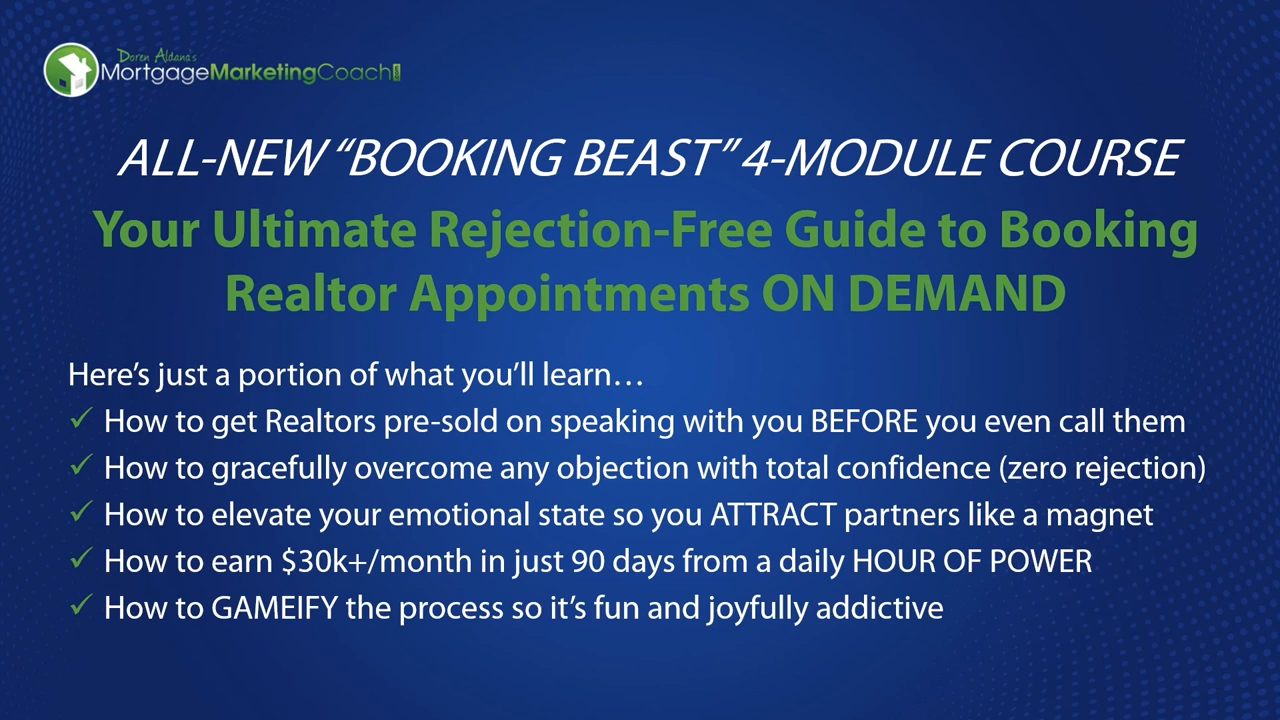 Doren Aldana's
MortgageMarketingCoach
ALL-NEW “BOOKING BEAST” 4-MODULE COURSE
Your Ultimate Rejection-Free Guide to Booking
Realtor Appointments ON DEMAND
Here’s just a portion of what you’ll learn…
✓ How to get Realtors pre-sold on speaking with you BEFORE you even call them
✓ How to gracefully overcome any objection with total confidence (zero rejection)
✓ How to elevate your emotional state so you ATTRACT partners like a magnet
✓ How to earn $30k+/month in just 90 days from a daily HOUR OF POWER
✓ How to GAMEIFY the process so it’s fun and joyfully addictive